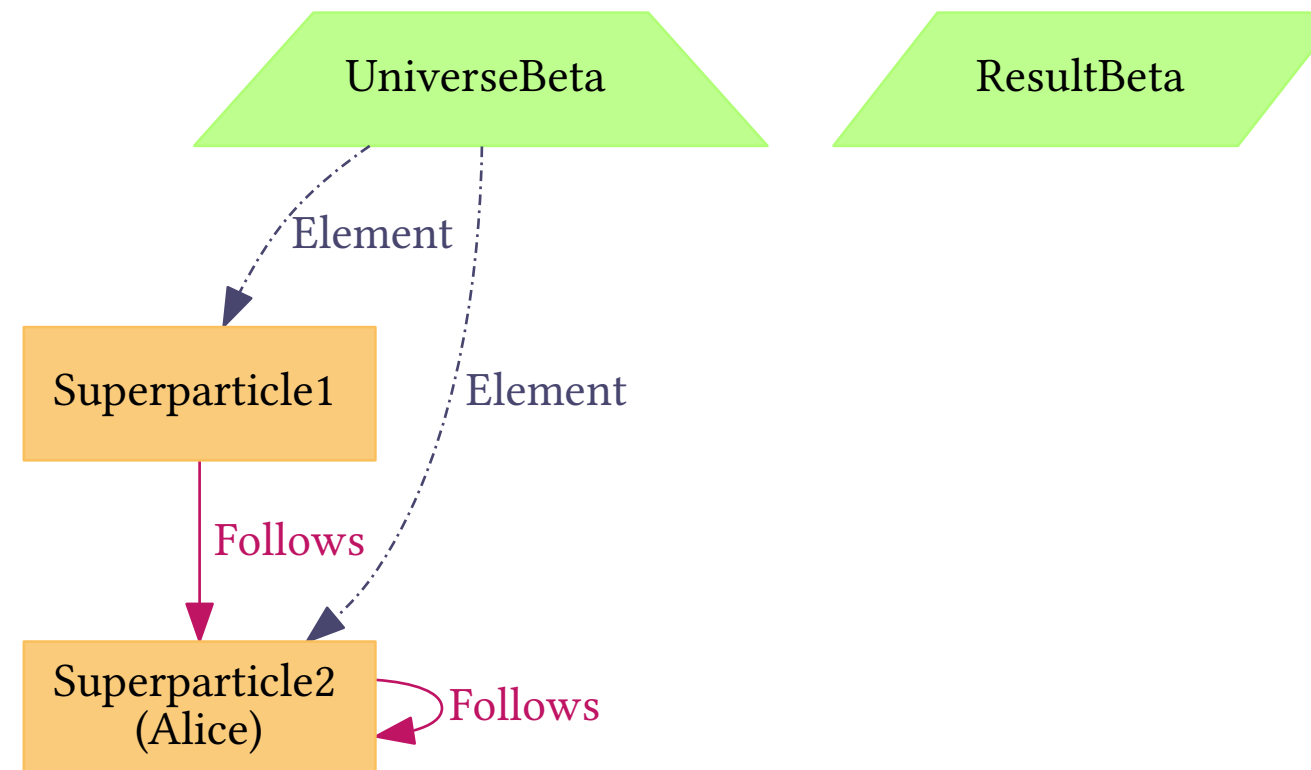 UniverseBeta
ResultBeta
Element
Superparticle1
Element
Follows
Superparticle2
(Alice)
Follows